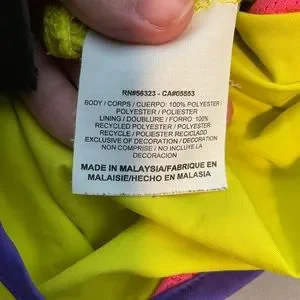 RN#56323 - CA#05553
BODY / CORPS / CUERPO: 100% POLYESTER
POLYESTER / POLIESTER
LINING / DOUBLURE / FORRO: 100%
RECYCLED POLYESTER / POLYESTER
RECYCLÉ / POLIESTER RECICLADO
EXCLUSIVE OF DECORATION / DECORATION
NON COMPRISE / NO INCLUYE LA
DECORACION
MADE IN MALAYSIA/FABRIQUE EN
MALAISIE/HECHO EN MALASIA